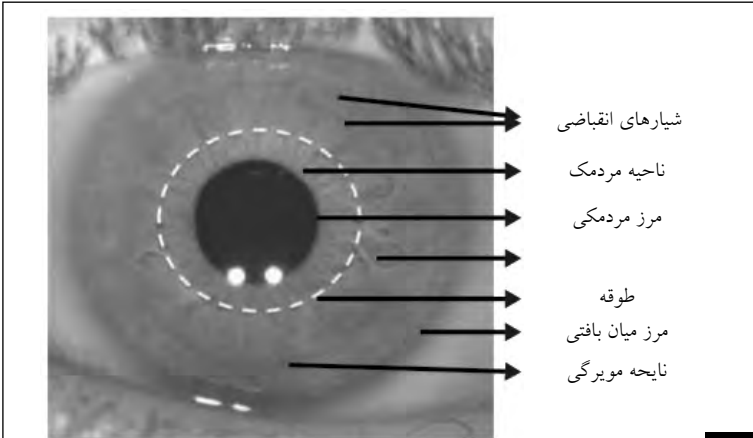 شیارهای انقباضی
ناحیه مردمک
مرز مردمکی
طوقه
مرز میان بافتی
نایحه مویرگی